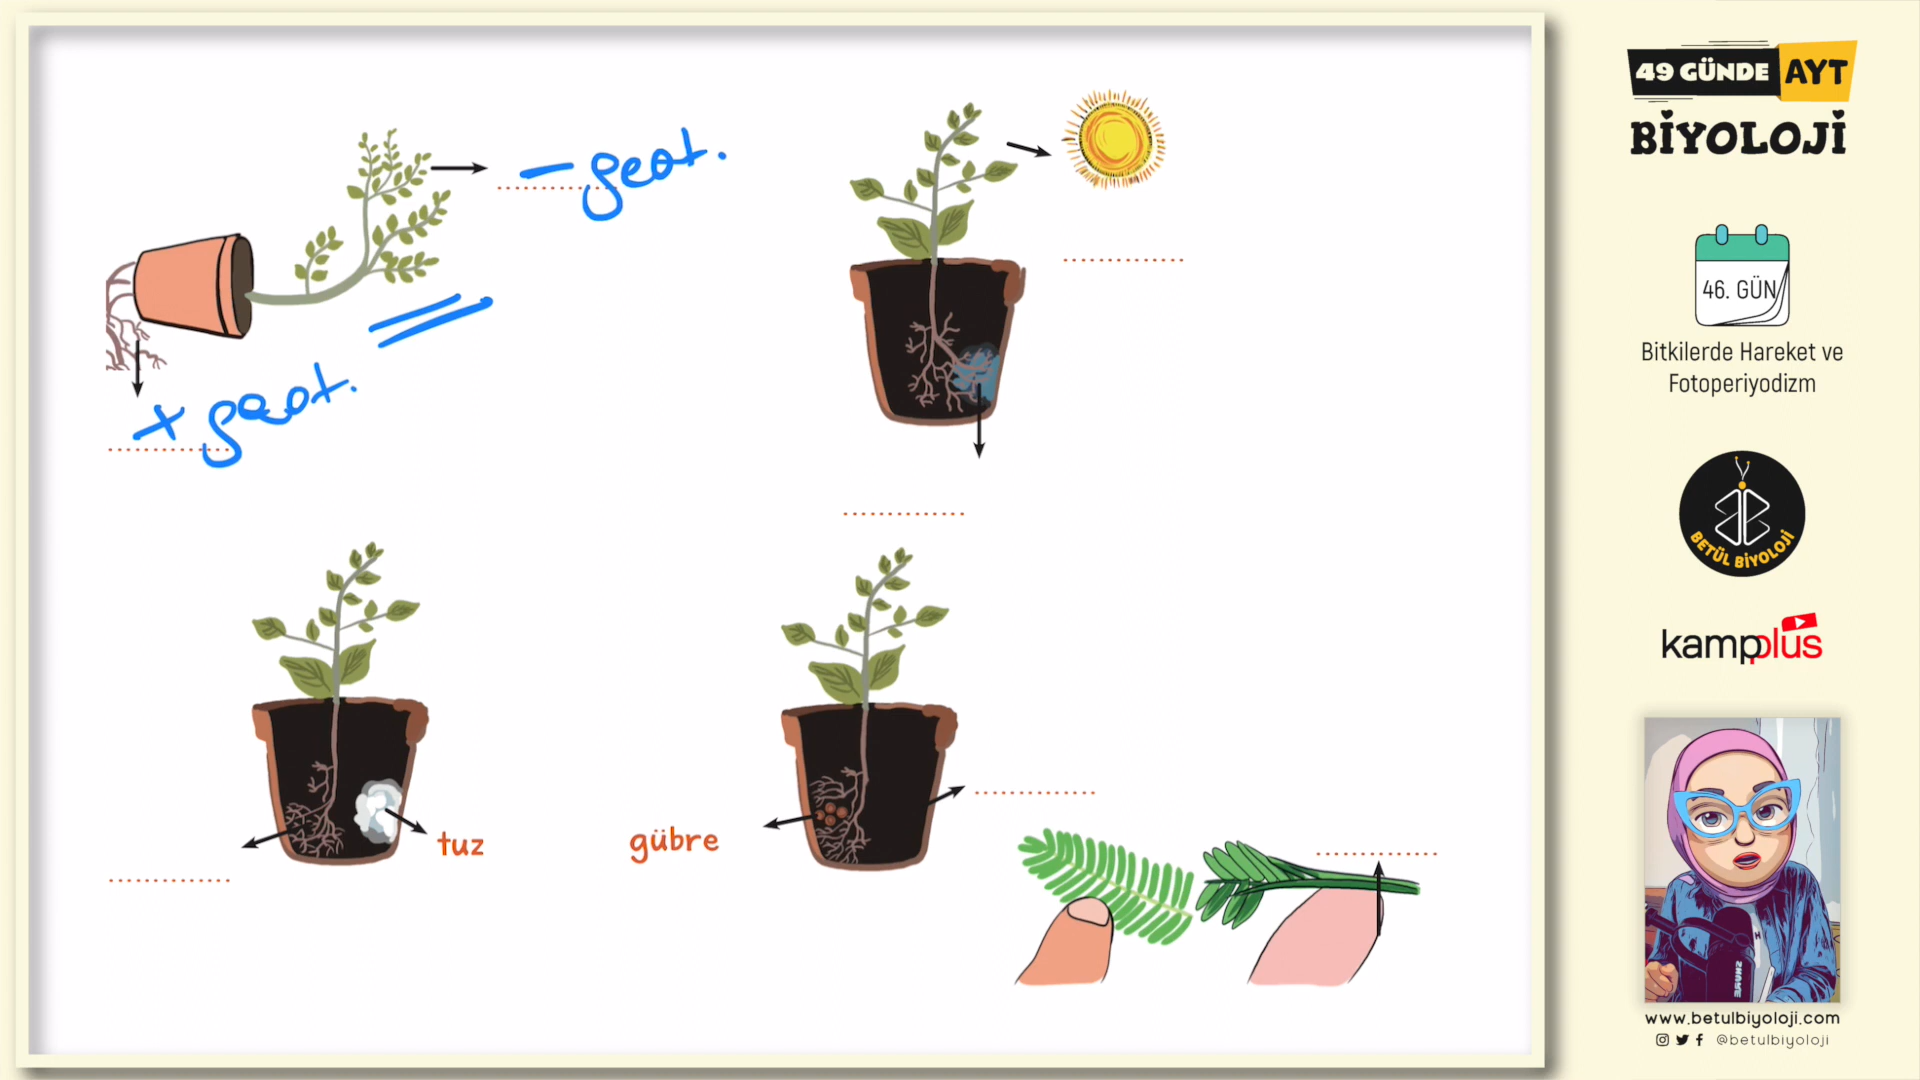 - geot.
+ geot.
tuz
gübre
49 GÜNDE AYT
BİYOLOJİ
46. GÜN
Bitkilerde Hareket ve
Fotoperiyodizm
BETÜL BİYOLOJİ
kampplus
SHURE
www.betulbiyoloji.com
@betulbiyoloji